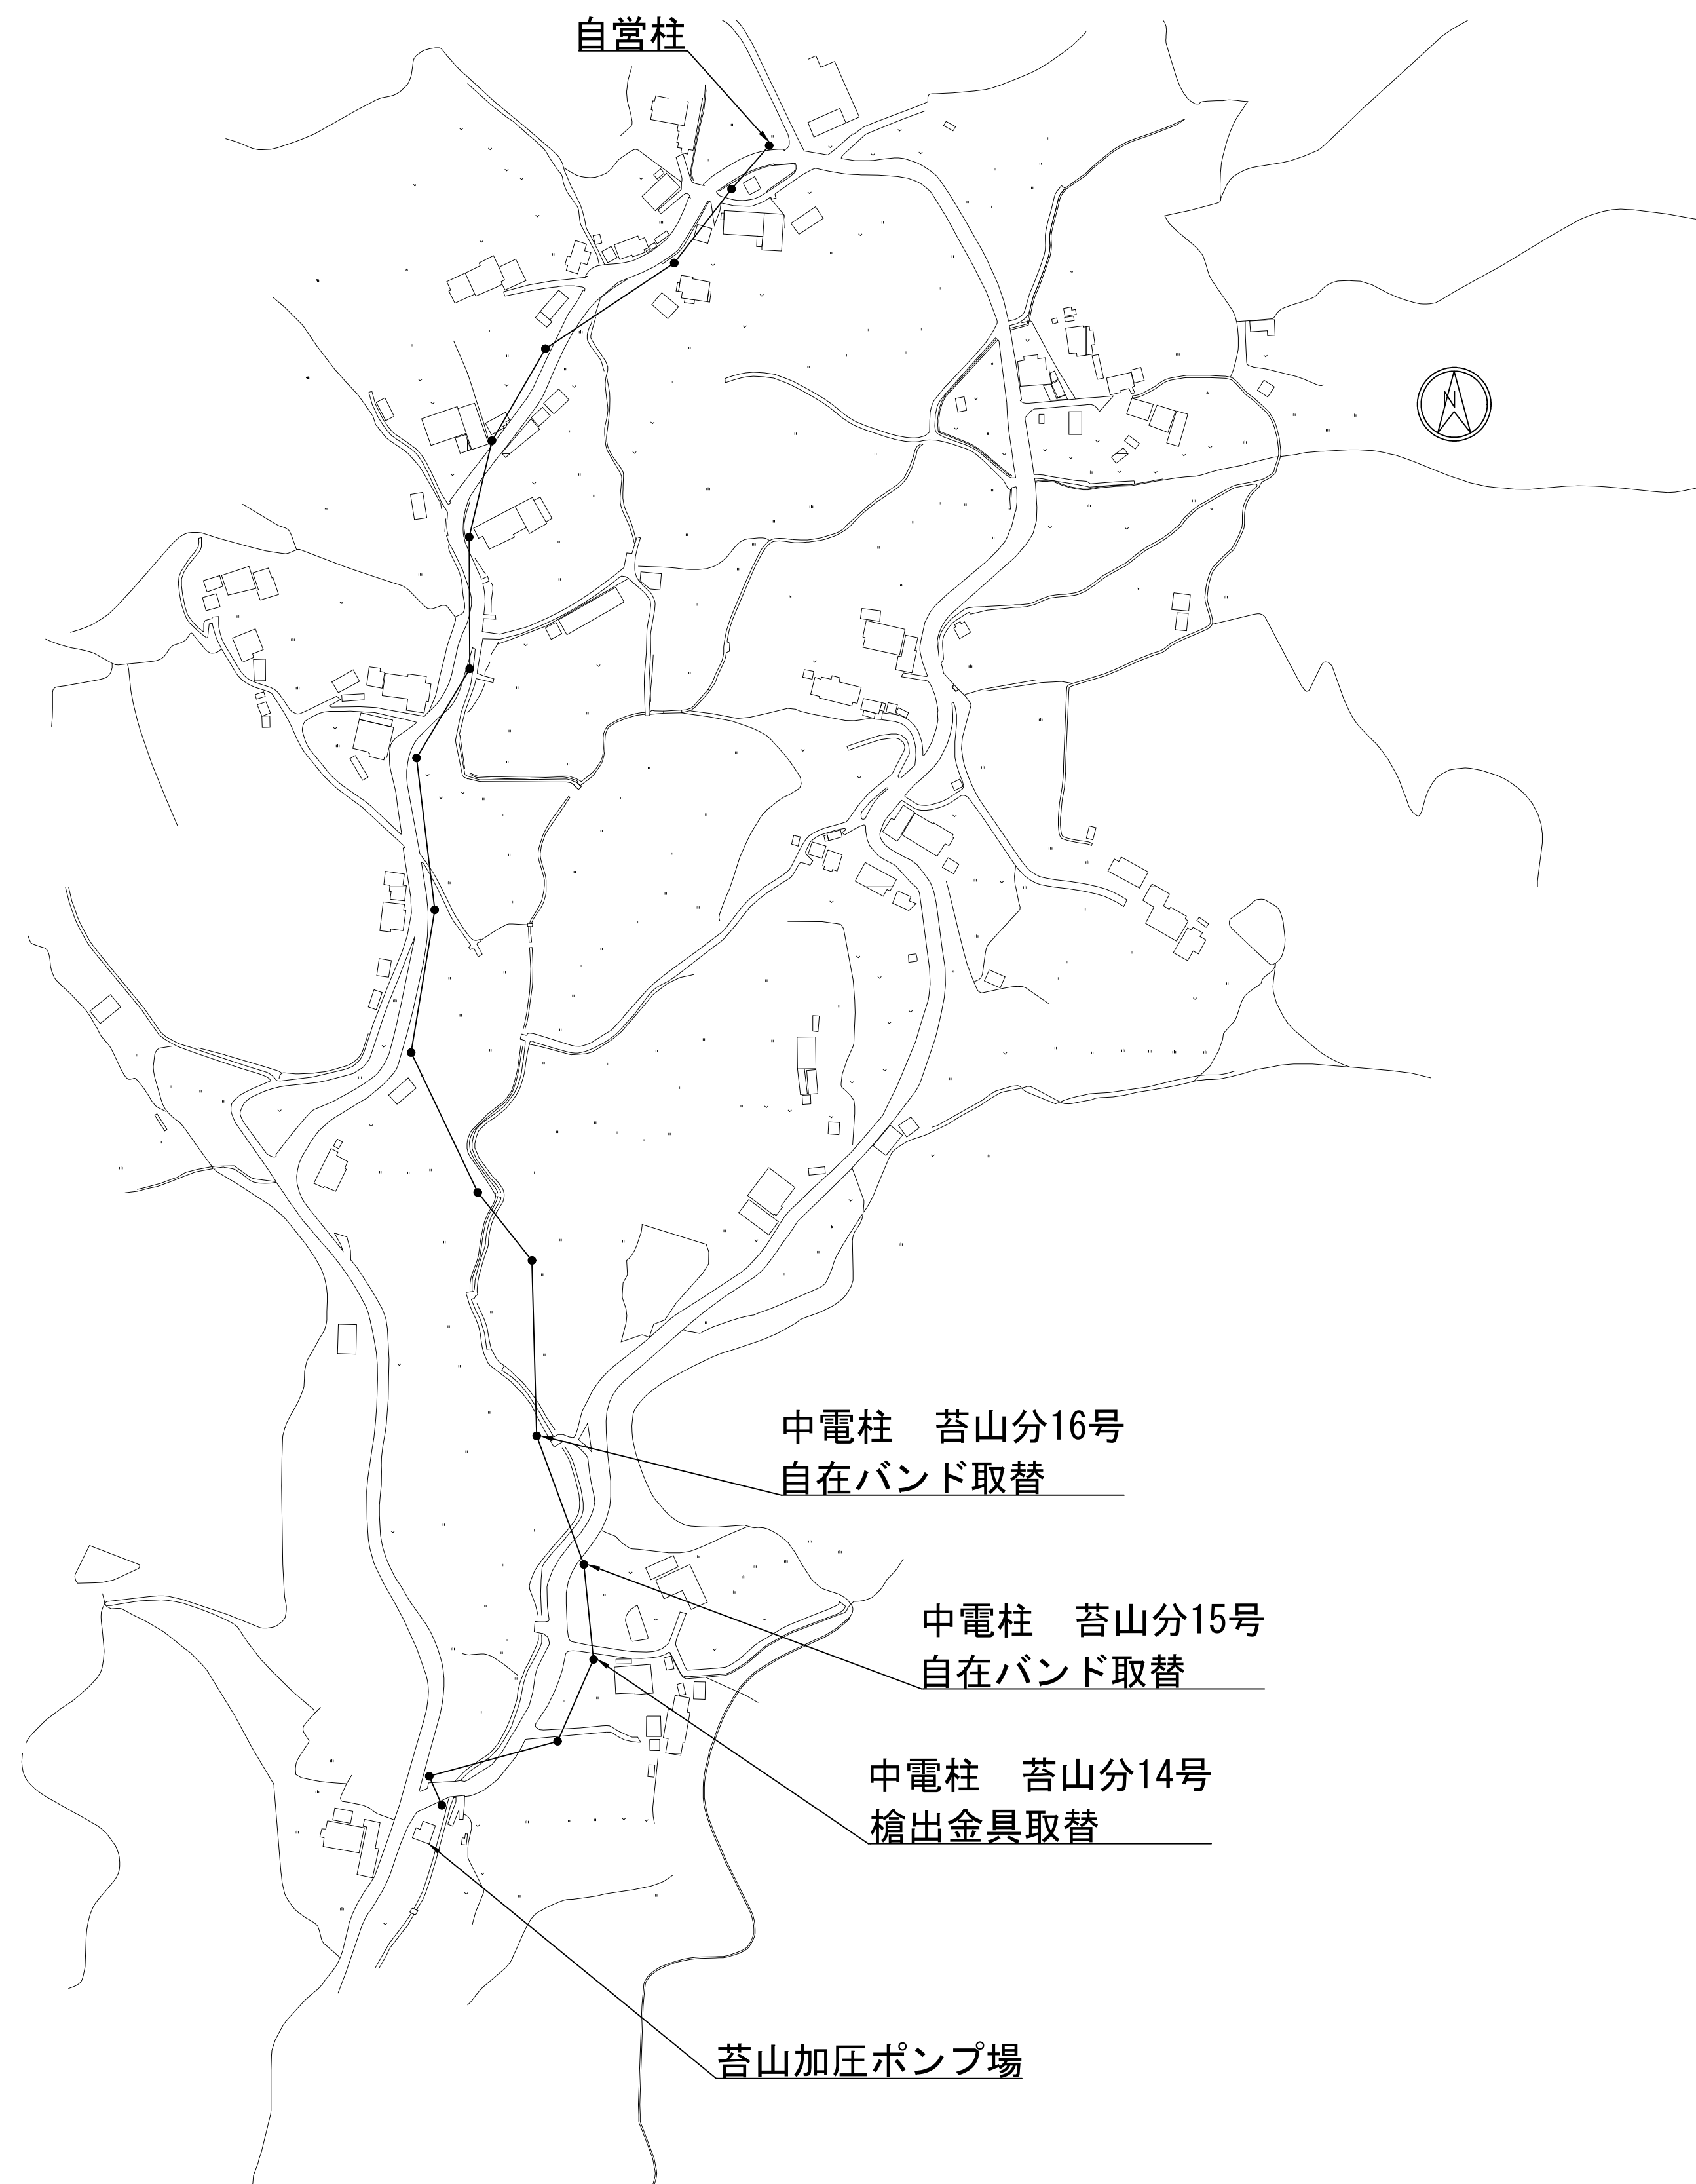 自営柱
N
中電柱　苔山分16号
自在バンド取替
中電柱　苔山分15号
自在バンド取替
中電柱　苔山分14号
槍出金具取替
苔山加圧ポンプ場